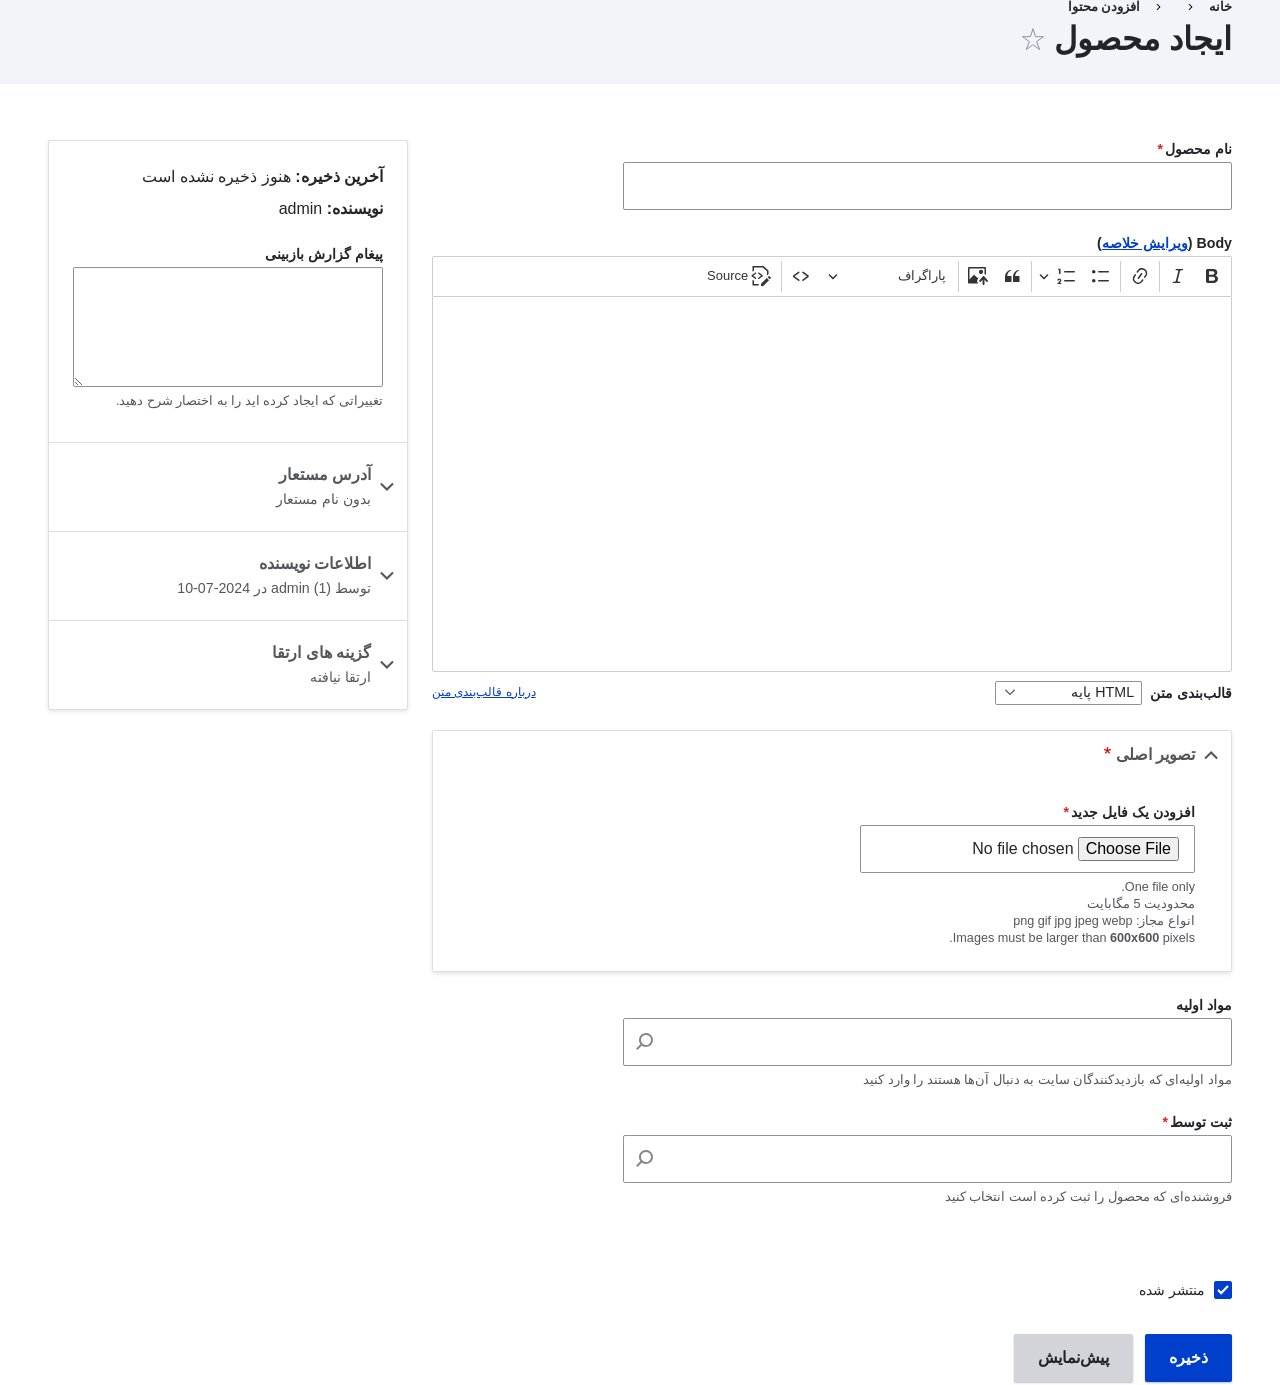 خانه › › افزودن محتوا
ایجاد محصول ☆
نام محصول *
Body (ویرایش خلاصه)
پاراگراف
Source
قالب‌بندی متن
HTML پایه
درباره قالب‌بندی متن
تصویر اصلی *
افزودن یک فایل جدید *
Choose File No file chosen
One file only.
محدودیت 5 مگابایت
انواع مجاز: png gif jpg jpeg webp
Images must be larger than 600x600 pixels.
مواد اولیه
مواد اولیه‌ای که بازدیدکنندگان سایت به دنبال آن‌ها هستند را وارد کنید
ثبت توسط *
فروشنده‌ای که محصول را ثبت کرده است انتخاب کنید
منتشر شده
ذخیره
پیش‌نمایش
آخرین ذخیره: هنوز ذخیره نشده است
نویسنده: admin
پیغام گزارش بازبینی
تغییراتی که ایجاد کرده اید را به اختصار شرح دهید.
آدرس مستعار
بدون نام مستعار
اطلاعات نویسنده
توسط admin (1) در 2024-07-10
گزینه های ارتقا
ارتقا نیافته